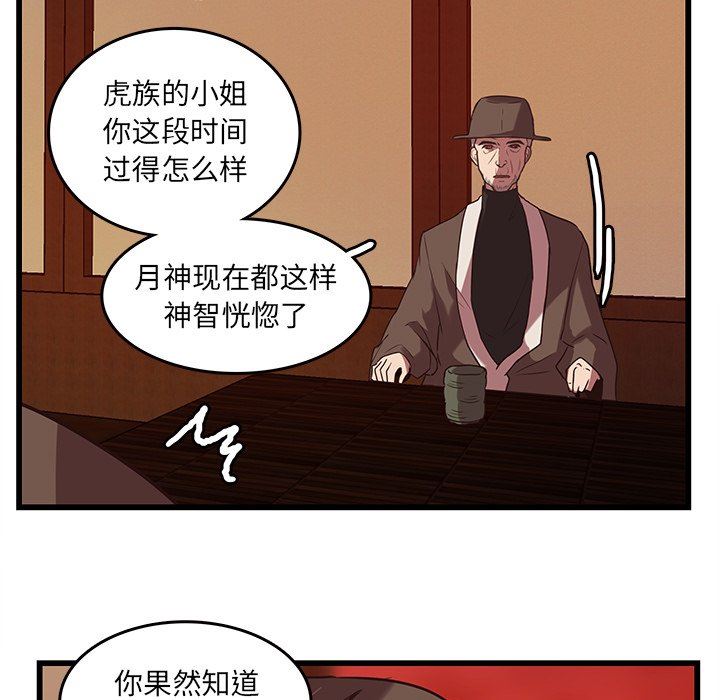 虎族的小姐
你这段时间
过得怎么样
月神现在都这样
神智恍惚了
你果然知道